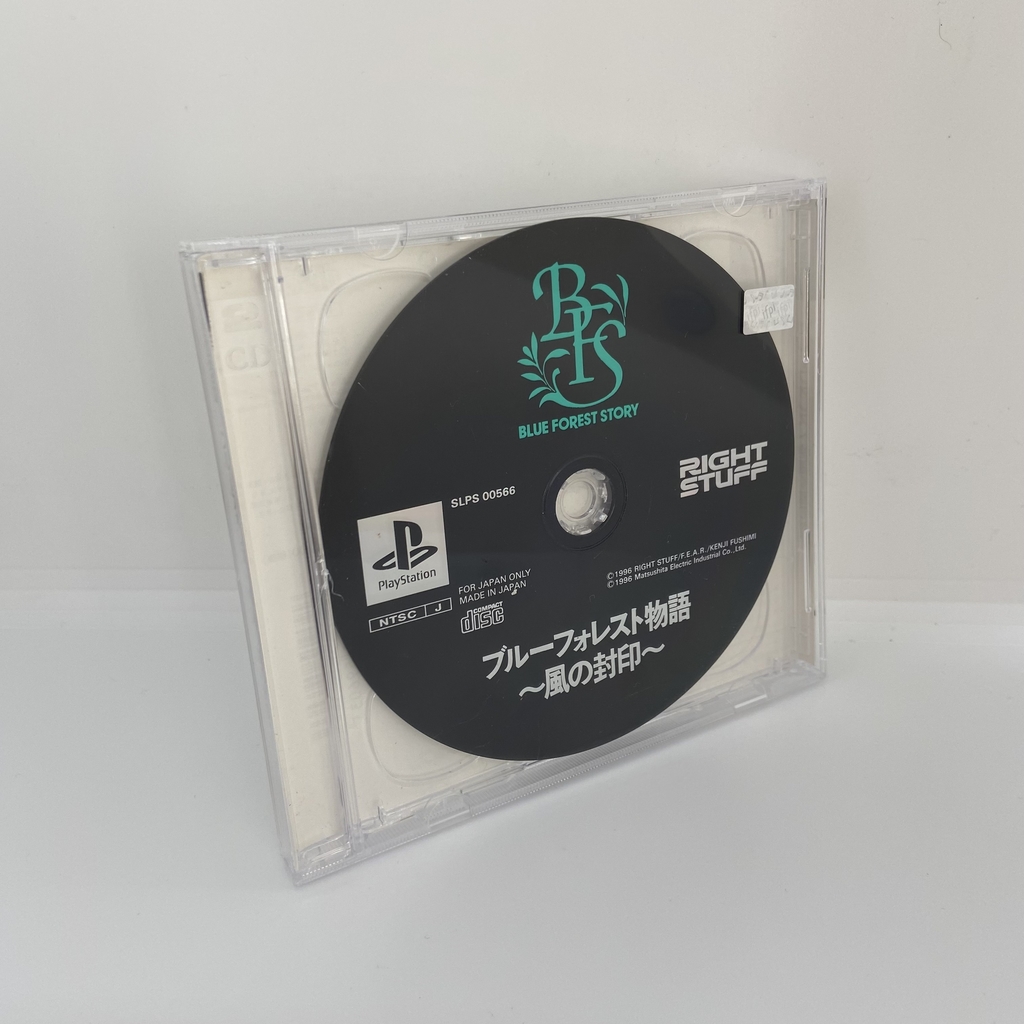 BFS
BLUE FOREST STORY
RIGHT
STUFF
SLPS 00566
PlayStation
NTSC J
FOR JAPAN ONLY
MADE IN JAPAN
COMPACT
disc
©1996 RIGHT STUFF/F.E.A.R./KENJI FUSHIMI
©1996 Matsushita Electric Industrial Co., Ltd.
ブルーフォレスト物語
～風の封印～